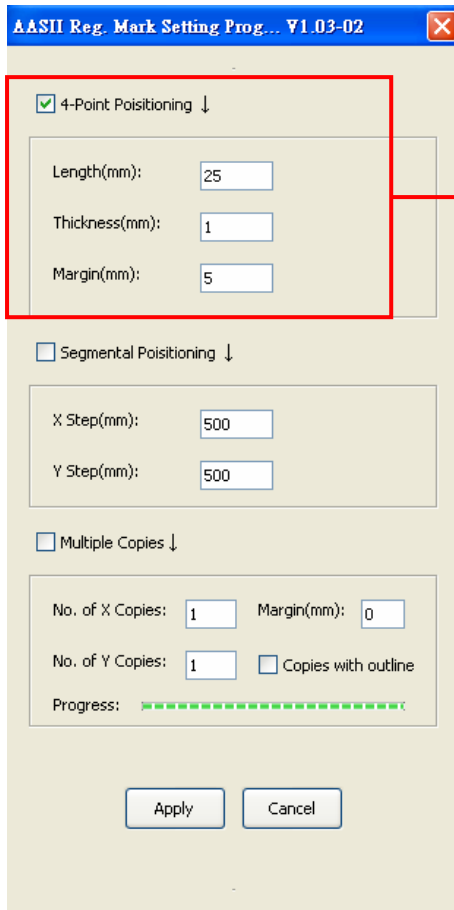 AASII Reg. Mark Setting Prog... V1.03-02
4-Point Poisitioning ↓
Length(mm): 25
Thickness(mm): 1
Margin(mm): 5
Segmental Poisitioning ↓
X Step(mm): 500
Y Step(mm): 500
Multiple Copies ↓
No. of X Copies: 1 Margin(mm): 0
No. of Y Copies: 1 Copies with outline
Progress:
Apply Cancel